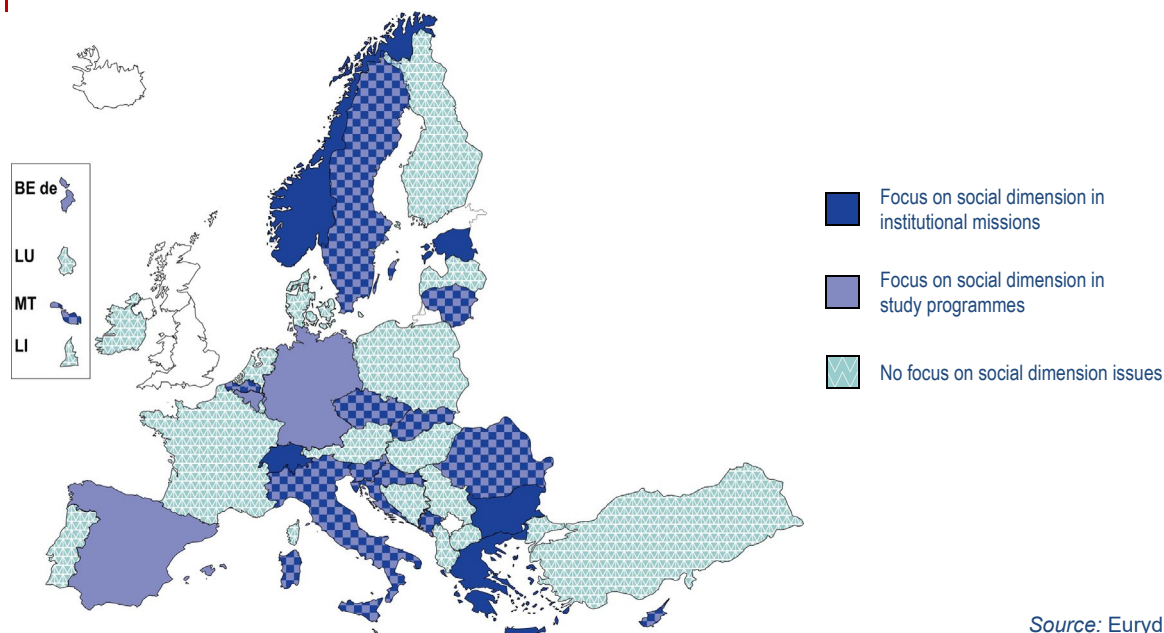 BE de
LU
MT
LI
Focus on social dimension in
institutional missions
Focus on social dimension in
study programmes
No focus on social dimension issues
Source: Euryd